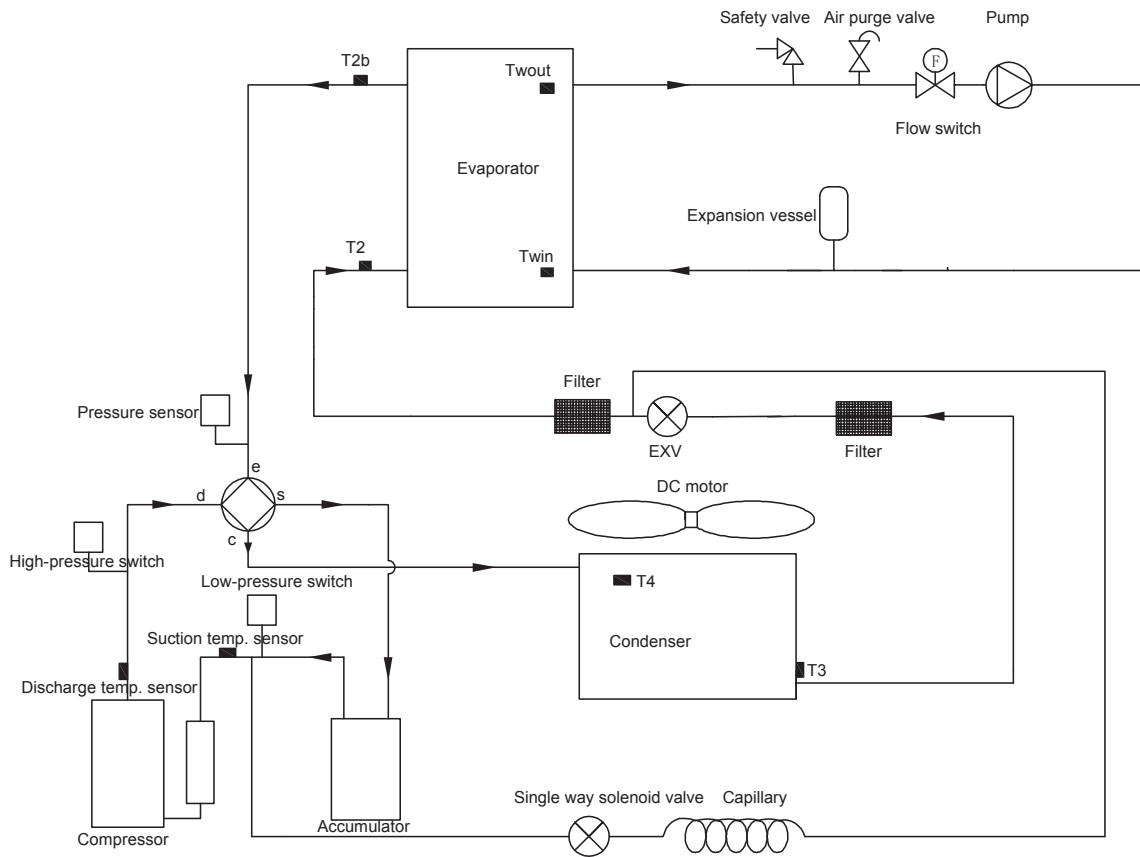 Safety valve
Air purge valve
Pump
T2b
Twout
F
Flow switch
Evaporator
Expansion vessel
T2
Twin
Filter
Pressure sensor
EXV
Filter
e
DC motor
d
s
c
High-pressure switch
Low-pressure switch
T4
Suction temp. sensor
Condenser
T3
Discharge temp. sensor
Single way solenoid valve
Capillary
Accumulator
Compressor